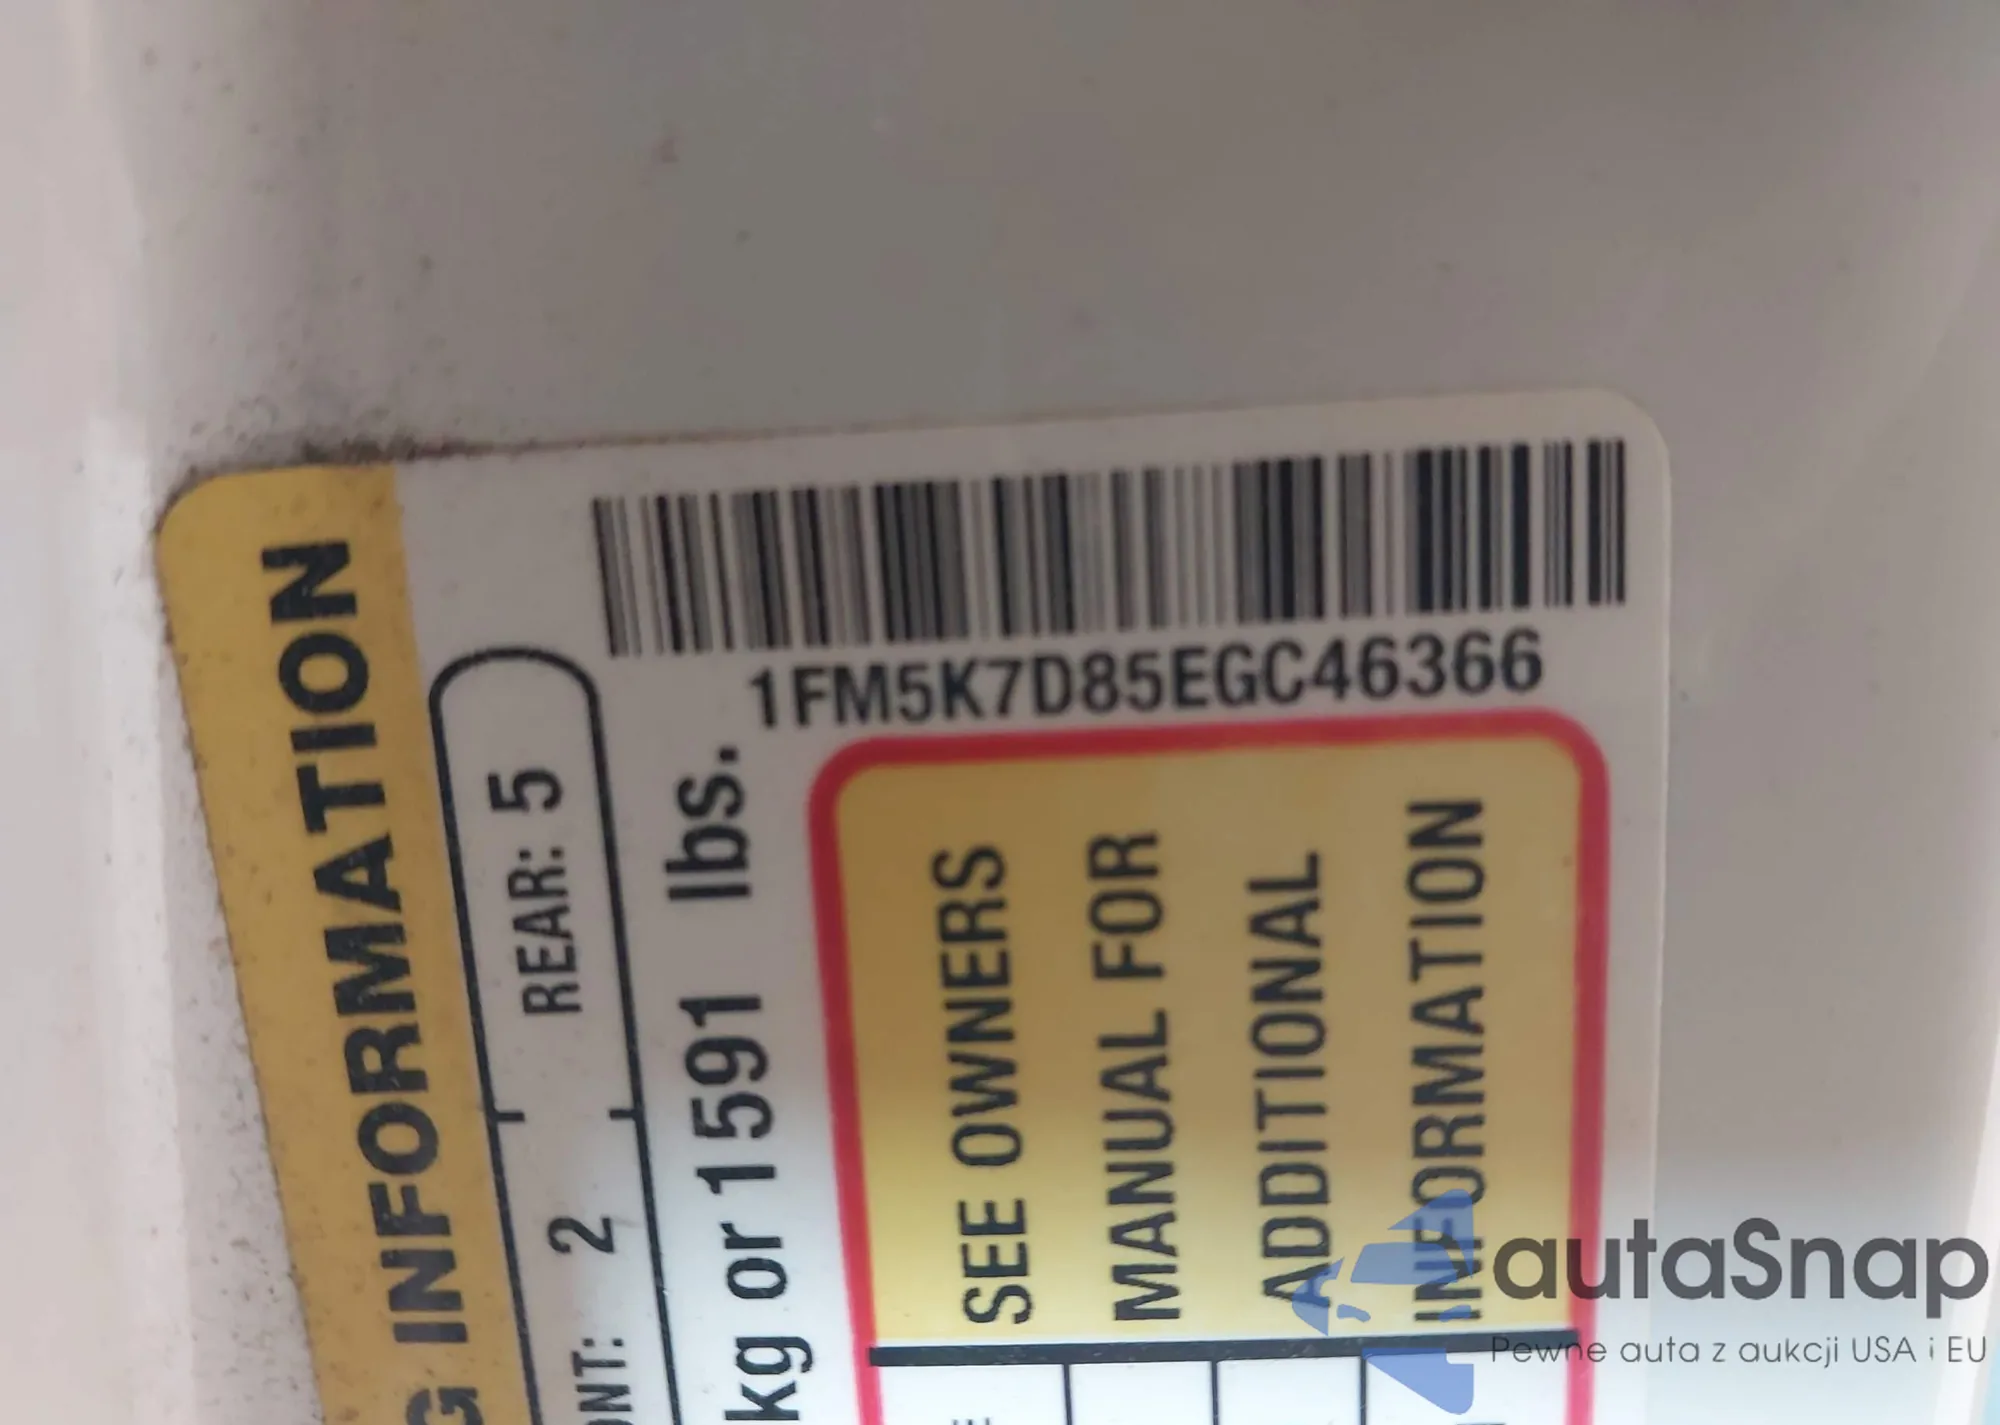 1FM5K7D85EGC46366
G INFORMATION
ONT: 2 REAR: 5
kg or 1591 lbs.
SEE OWNERS
MANUAL FOR
ADDITIONAL
INFORMATION
autaSnap
Pewne auta z aukcji USA i EU